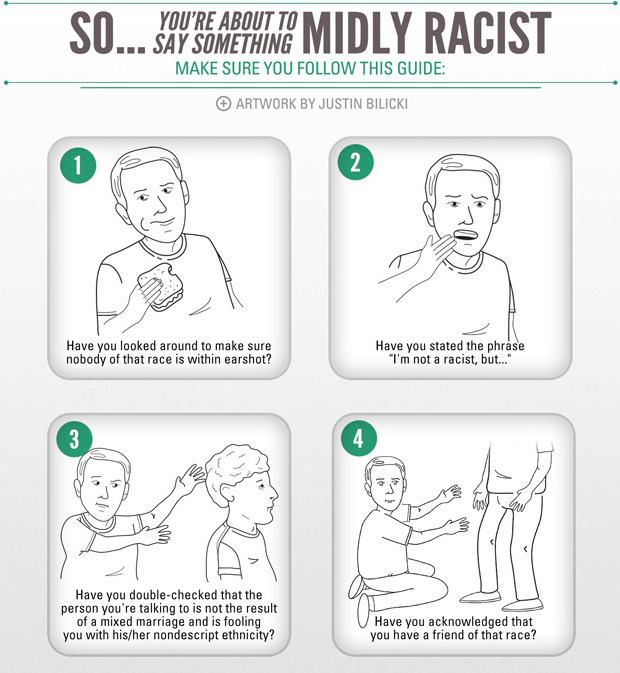 SO... YOU'RE ABOUT TO SAY SOMETHING MIDLY RACIST
MAKE SURE YOU FOLLOW THIS GUIDE:
ARTWORK BY JUSTIN BILICKI
1
Have you looked around to make sure
nobody of that race is within earshot?
2
Have you stated the phrase
"I'm not a racist, but..."
3
Have you double-checked that the
person you're talking to is not the result
of a mixed marriage and is fooling
you with his/her nondescript ethnicity?
4
Have you acknowledged that
you have a friend of that race?